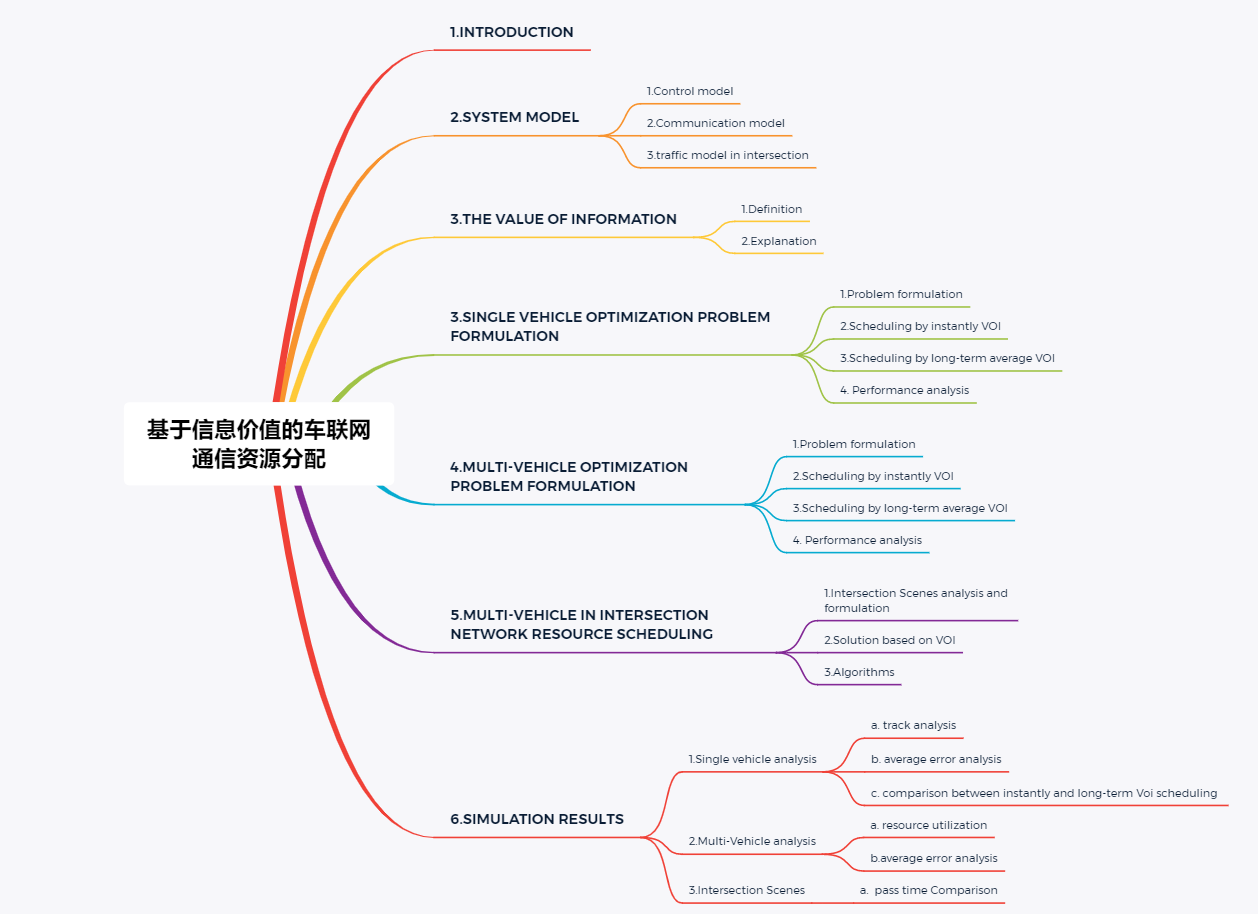 1.INTRODUCTION
2.SYSTEM MODEL
1.Control model
2.Communication model
3.traffic model in intersection
3.THE VALUE OF INFORMATION
1.Definition
2.Explanation
3.SINGLE VEHICLE OPTIMIZATION PROBLEM
FORMULATION
1.Problem formulation
2.Scheduling by instantly VOI
3.Scheduling by long-term average VOI
4. Performance analysis
基于信息价值的车联网
通信资源分配
4.MULTI-VEHICLE OPTIMIZATION
PROBLEM FORMULATION
1.Problem formulation
2.Scheduling by instantly VOI
3.Scheduling by long-term average VOI
4. Performance analysis
5.MULTI-VEHICLE IN INTERSECTION
NETWORK RESOURCE SCHEDULING
1.Intersection Scenes analysis and
formulation
2.Solution based on VOI
3.Algorithms
6.SIMULATION RESULTS
1.Single vehicle analysis
a. track analysis
b. average error analysis
c. comparison between instantly and long-term Voi scheduling
2.Multi-Vehicle analysis
a. resource utilization
b.average error analysis
3.Intersection Scenes
a.  pass time Comparison